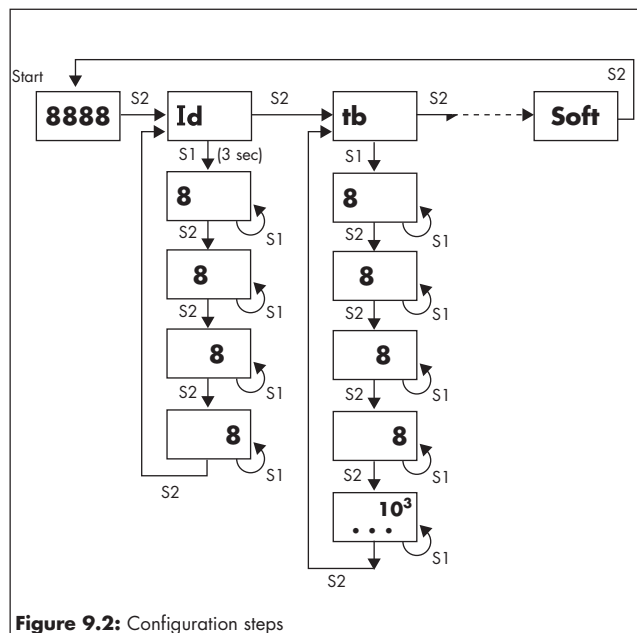 Start
S2
8888
S2
Id
S2
tb
S2
Soft
S1
(3 sec)
S1
8
S1
S2
8
S1
S2
8
S1
S2
8
S1
S2
8
S1
S2
8
S1
S2
8
S1
S2
8
S1
S2
10³
. . .
S1
S2
Figure 9.2: Configuration steps